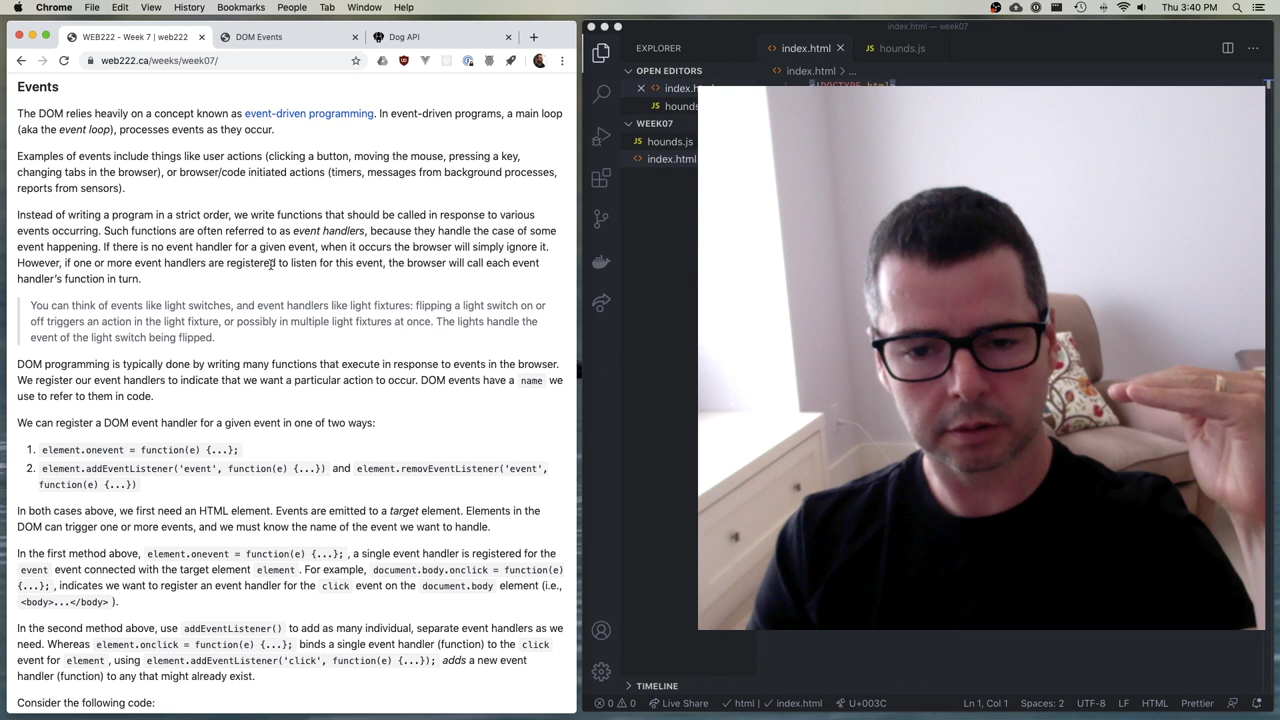 Chrome File Edit View History Bookmarks People Tab Window Help
Thu 3:40 PM
WEB222 - Week 7 | web222
DOM Events
Dog API
web222.ca/weeks/week07/
Events
The DOM relies heavily on a concept known as event-driven programming. In event-driven programs, a main loop
(aka the event loop), processes events as they occur.
Examples of events include things like user actions (clicking a button, moving the mouse, pressing a key,
changing tabs in the browser), or browser/code initiated actions (timers, messages from background processes,
reports from sensors).
Instead of writing a program in a strict order, we write functions that should be called in response to various
events occurring. Such functions are often referred to as event handlers, because they handle the case of some
event happening. If there is no event handler for a given event, when it occurs the browser will simply ignore it.
However, if one or more event handlers are registered to listen for this event, the browser will call each event
handler's function in turn.
You can think of events like light switches, and event handlers like light fixtures: flipping a light switch on or
off triggers an action in the light fixture, or possibly in multiple light fixtures at once. The lights handle the
event of the light switch being flipped.
DOM programming is typically done by writing many functions that execute in response to events in the browser.
We register our event handlers to indicate that we want a particular action to occur. DOM events have a name we
use to refer to them in code.
We can register a DOM event handler for a given event in one of two ways:
1. element.onevent = function(e) {...};
2. element.addEventListener('event', function(e) {...}) and element.removEventListener('event',
function(e) {...})
In both cases above, we first need an HTML element. Events are emitted to a target element. Elements in the
DOM can trigger one or more events, and we must know the name of the event we want to handle.
In the first method above, element.onevent = function(e) {...}; , a single event handler is registered for the
event event connected with the target element element . For example, document.body.onclick = function(e)
{...}; , indicates we want to register an event handler for the click event on the document.body element (i.e.,
<body>...</body> ).
In the second method above, use addEventListener() to add as many individual, separate event handlers as we
need. Whereas element.onclick = function(e) {...}; binds a single event handler (function) to the click
event for element , using element.addEventListener('click', function(e) {...}); adds a new event
handler (function) to any that might already exist.
Consider the following code:
index.html — week07
EXPLORER
index.html
hounds.js
OPEN EDITORS
index.html > ...
index.h
<!DOCTYPE html>
hounds
WEEK07
hounds.js
index.html
TIMELINE
0 0 Live Share html | index.html U+003C Ln 1, Col 1 Spaces: 2 UTF-8 LF HTML Prettier